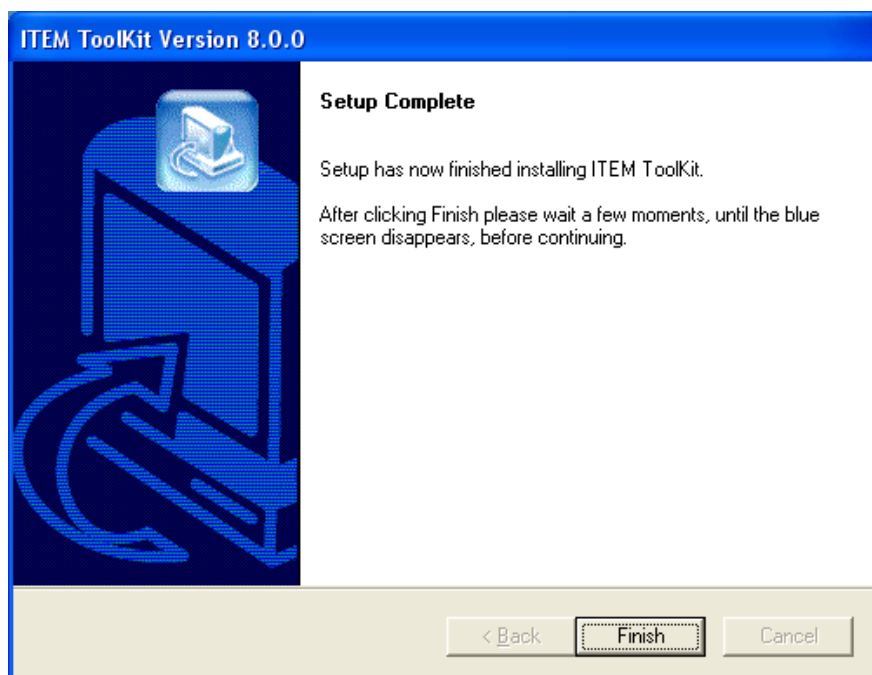 ITEM ToolKit Version 8.0.0
Setup Complete
Setup has now finished installing ITEM ToolKit.
After clicking Finish please wait a few moments, until the blue
screen disappears, before continuing.
< Back
Finish
Cancel